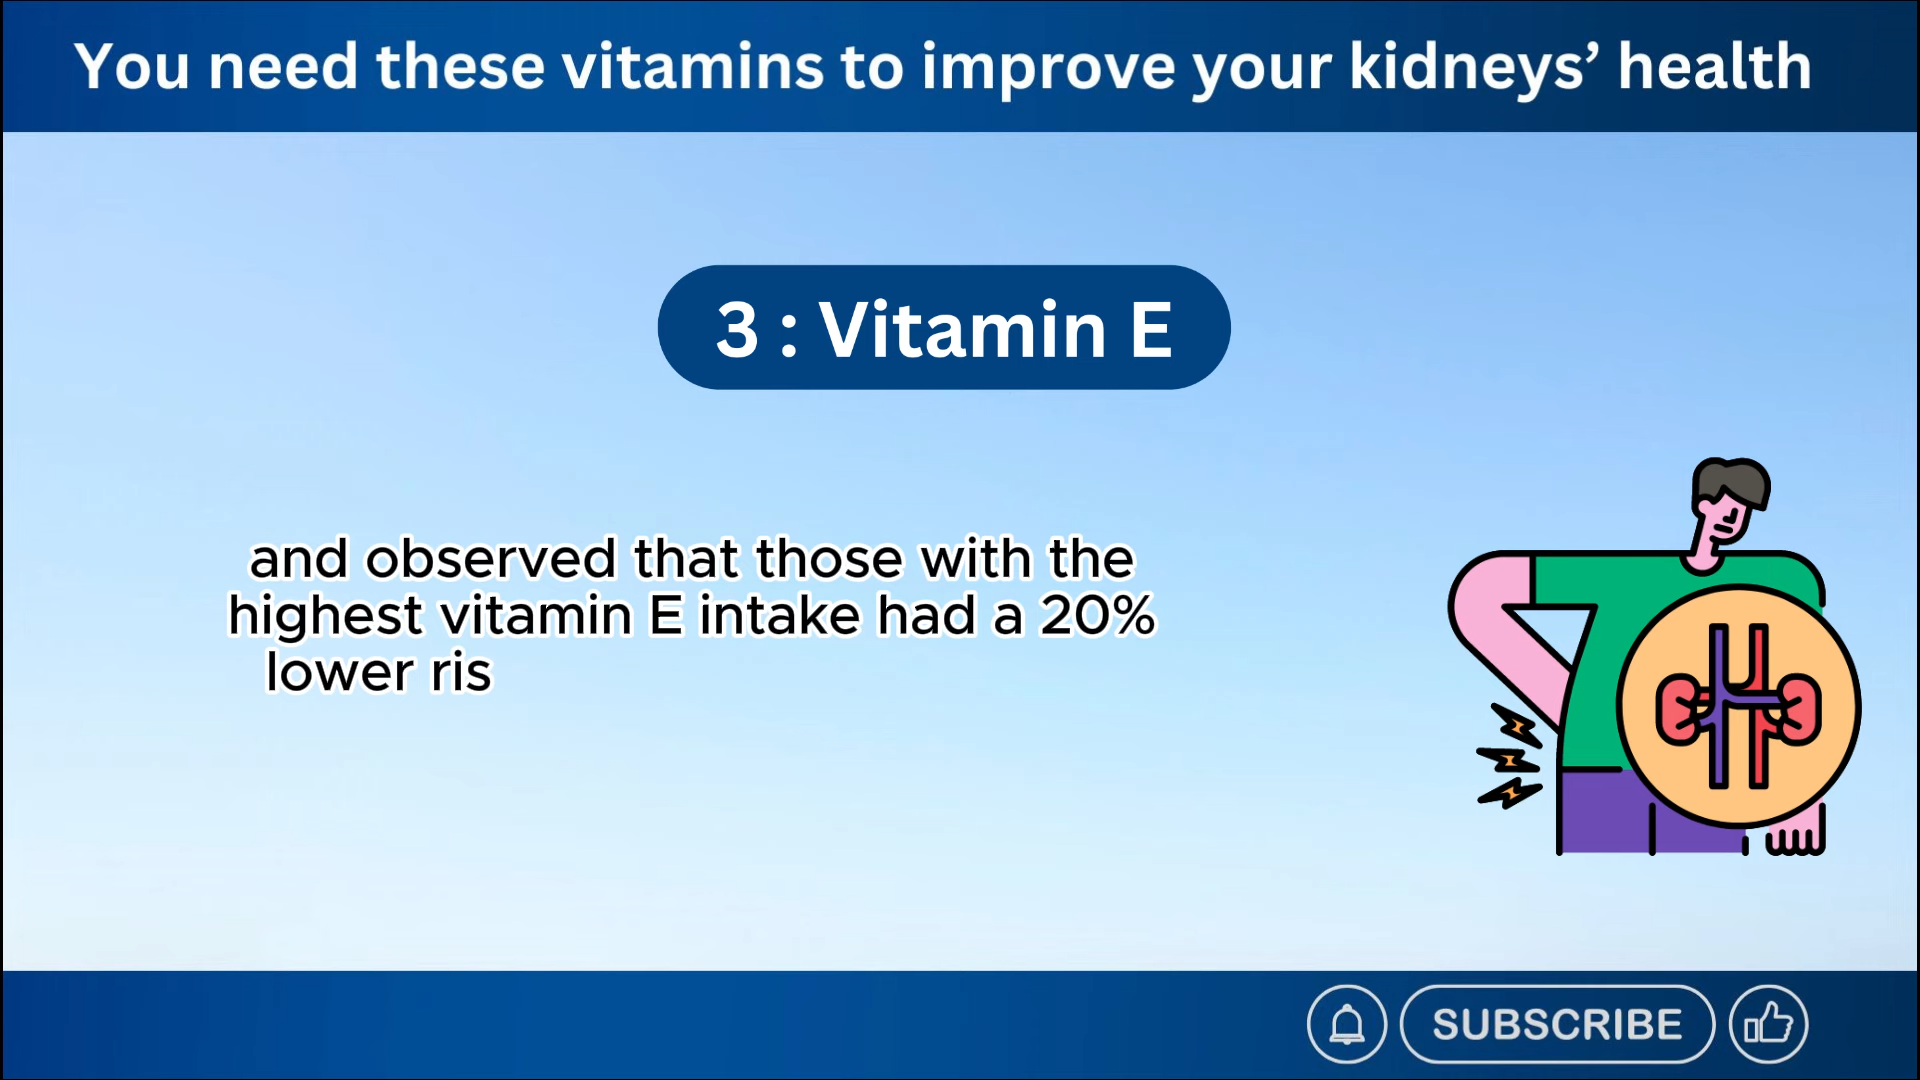 You need these vitamins to improve your kidneys’ health
3 : Vitamin E
and observed that those with the
highest vitamin E intake had a 20%
lower ris
SUBSCRIBE